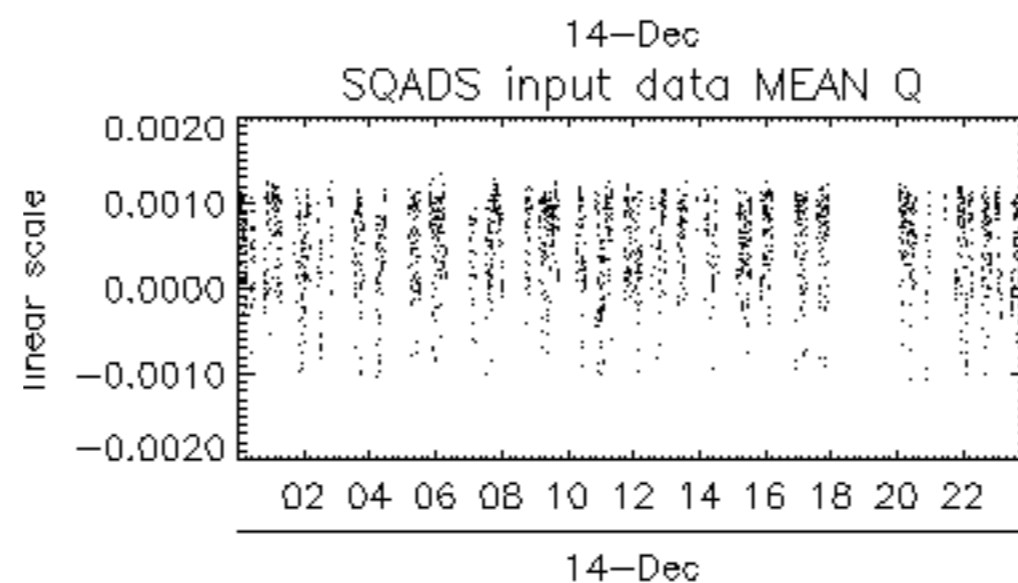 14-Dec
SQADS input data MEAN Q
0.0020
0.0010
0.0000
-0.0010
-0.0020
linear scale
02 04 06 08 10 12 14 16 18 20 22
14-Dec